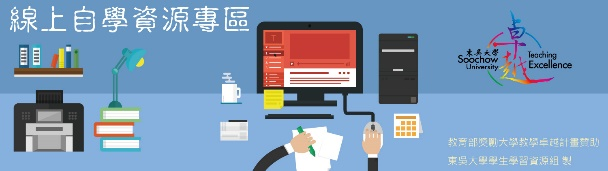 線上自學資源專區
東吳大學
Soochow
University
卓越
Teaching
Excellence
教育部獎勵大學教學卓越計畫贊助
東吳大學學生學習資源組 製